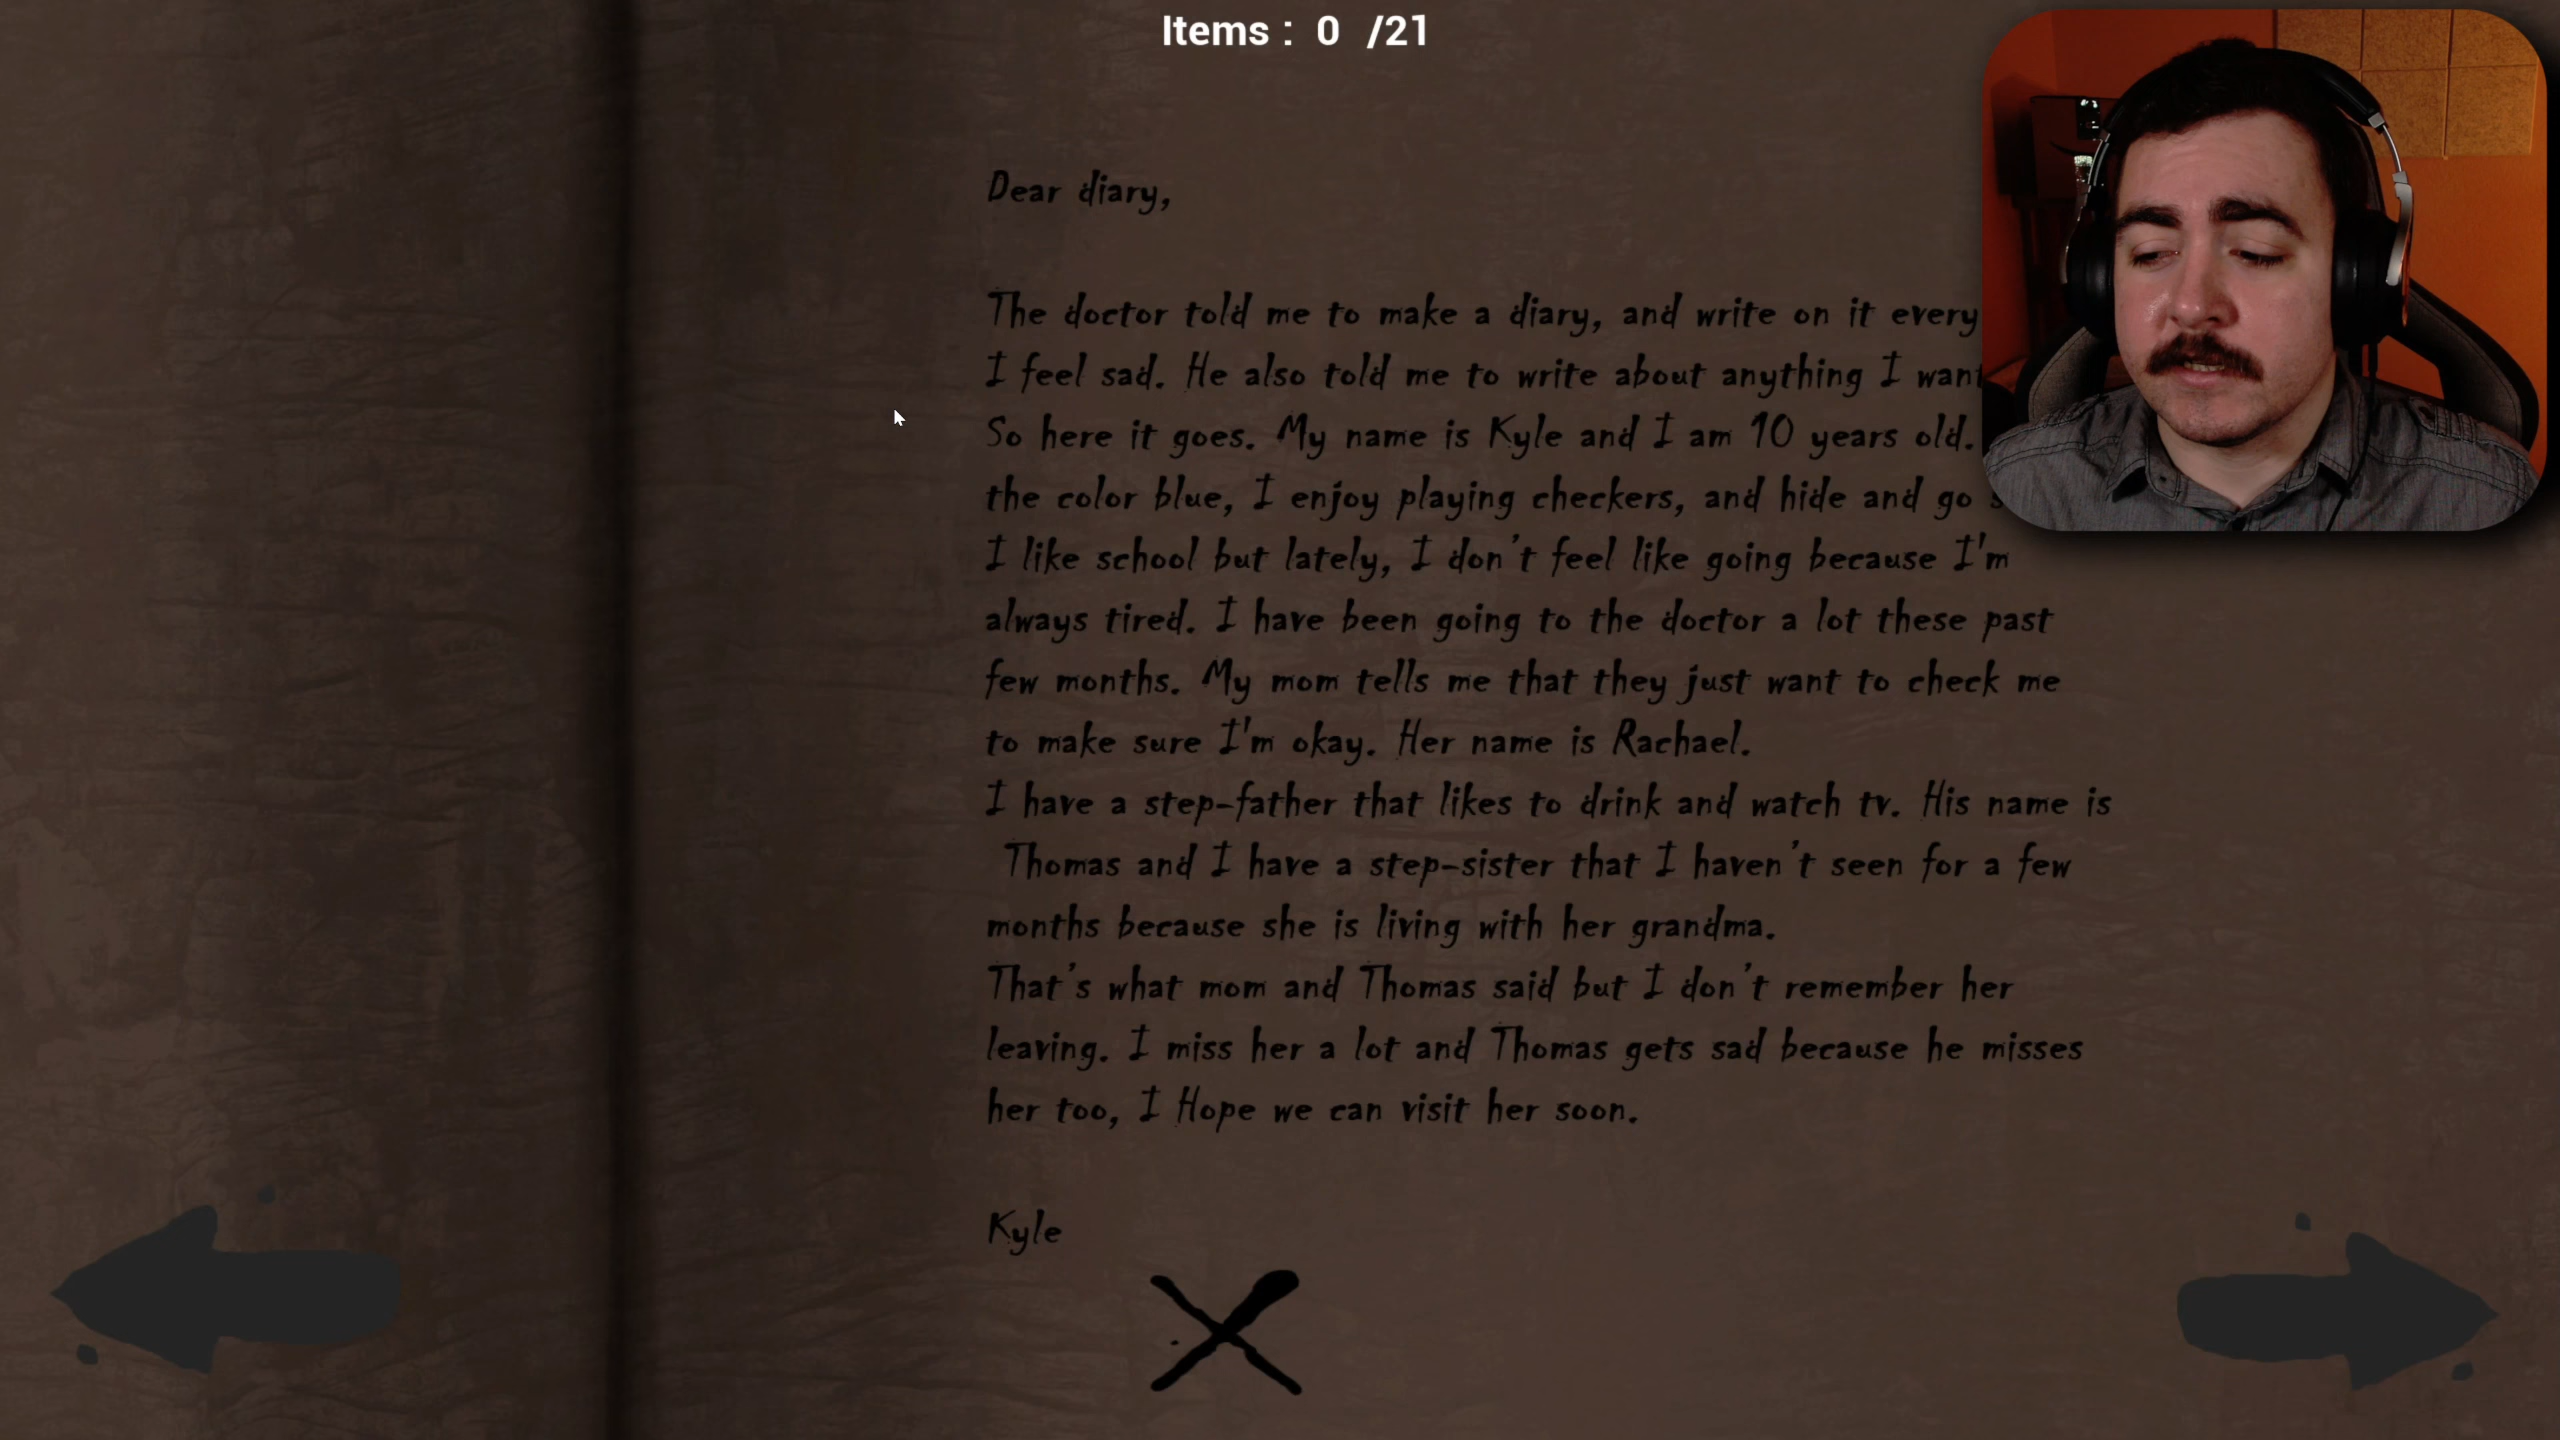 Items : 0 /21
Dear diary,
The doctor told me to make a diary, and write on it every
I feel sad. He also told me to write about anything I want
So here it goes. My name is Kyle and I am 10 years old.
the color blue, I enjoy playing checkers, and hide and go
I like school but lately, I don't feel like going because I'm
always tired. I have been going to the doctor a lot these past
few months. My mom tells me that they just want to check me
to make sure I'm okay. Her name is Rachael.
I have a step-father that likes to drink and watch tv. His name is
Thomas and I have a step-sister that I haven't seen for a few
months because she is living with her grandma.
That's what mom and Thomas said but I don't remember her
leaving. I miss her a lot and Thomas gets sad because he misses
her too, I Hope we can visit her soon.
Kyle